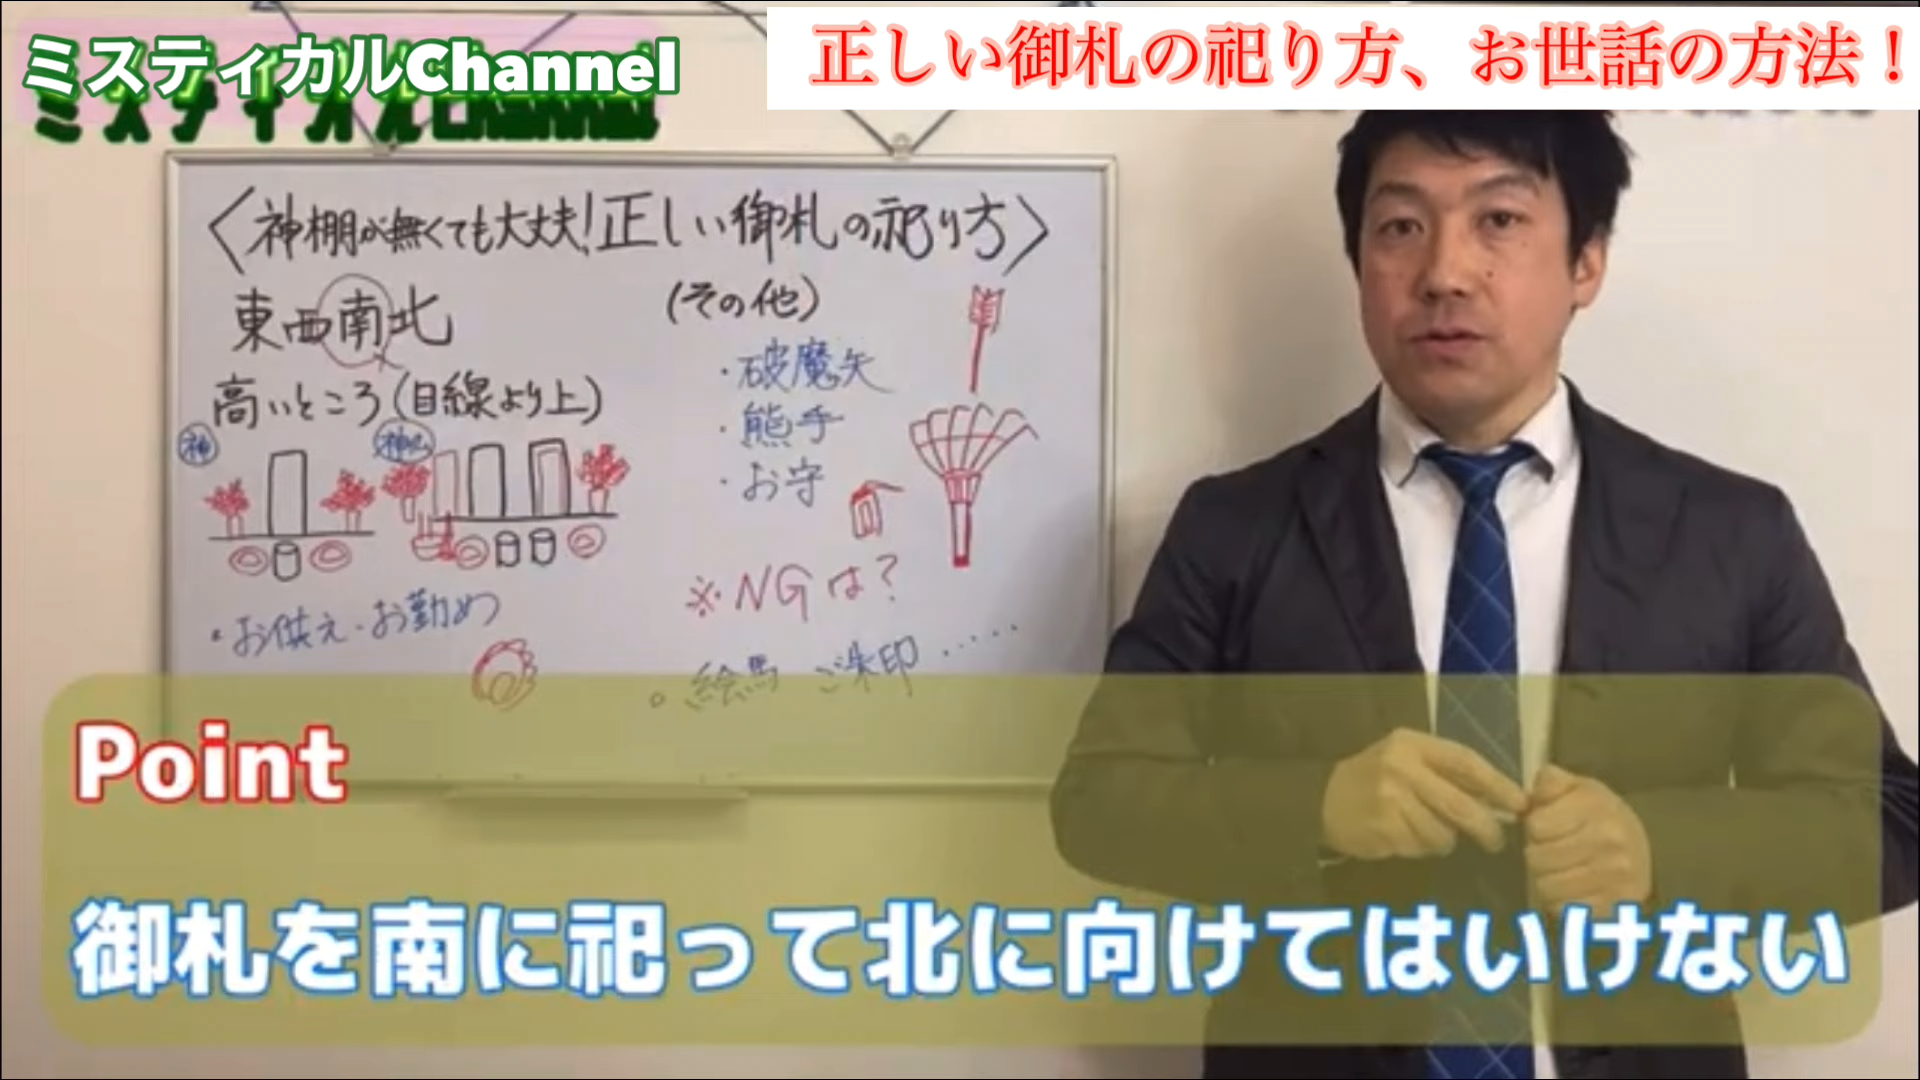 ミスティカルChannel
正しい御札の祀り方、お世話の方法！
〈神棚が無くても大丈夫!正しい御札の祀り方〉
東西南北
高いところ(目線より上)
神
神
・お供え・お勤め
(その他)
・破魔矢
・熊手
・お守
※NGは?
。絵馬 ご朱印……
Point
御札を南に祀って北に向けてはいけない